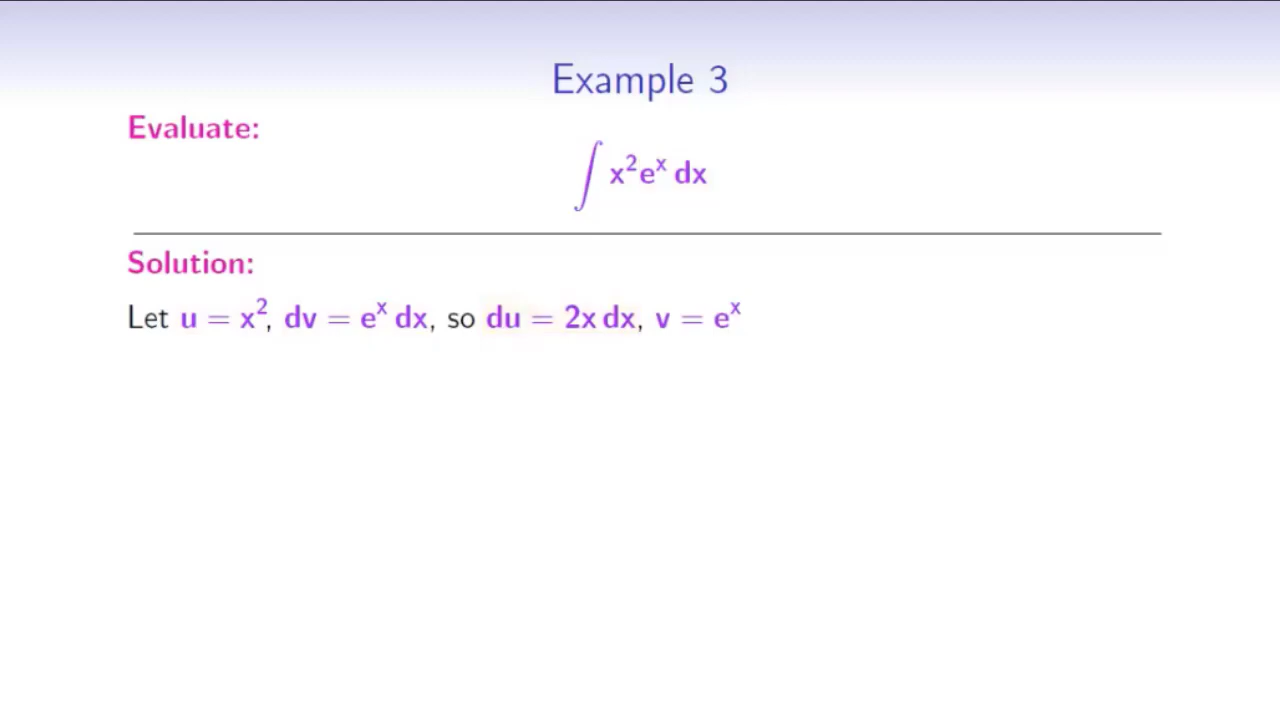 Example 3
Evaluate:
∫ x²eˣ dx
Solution:
Let u = x², dv = eˣ dx, so du = 2x dx, v = eˣ